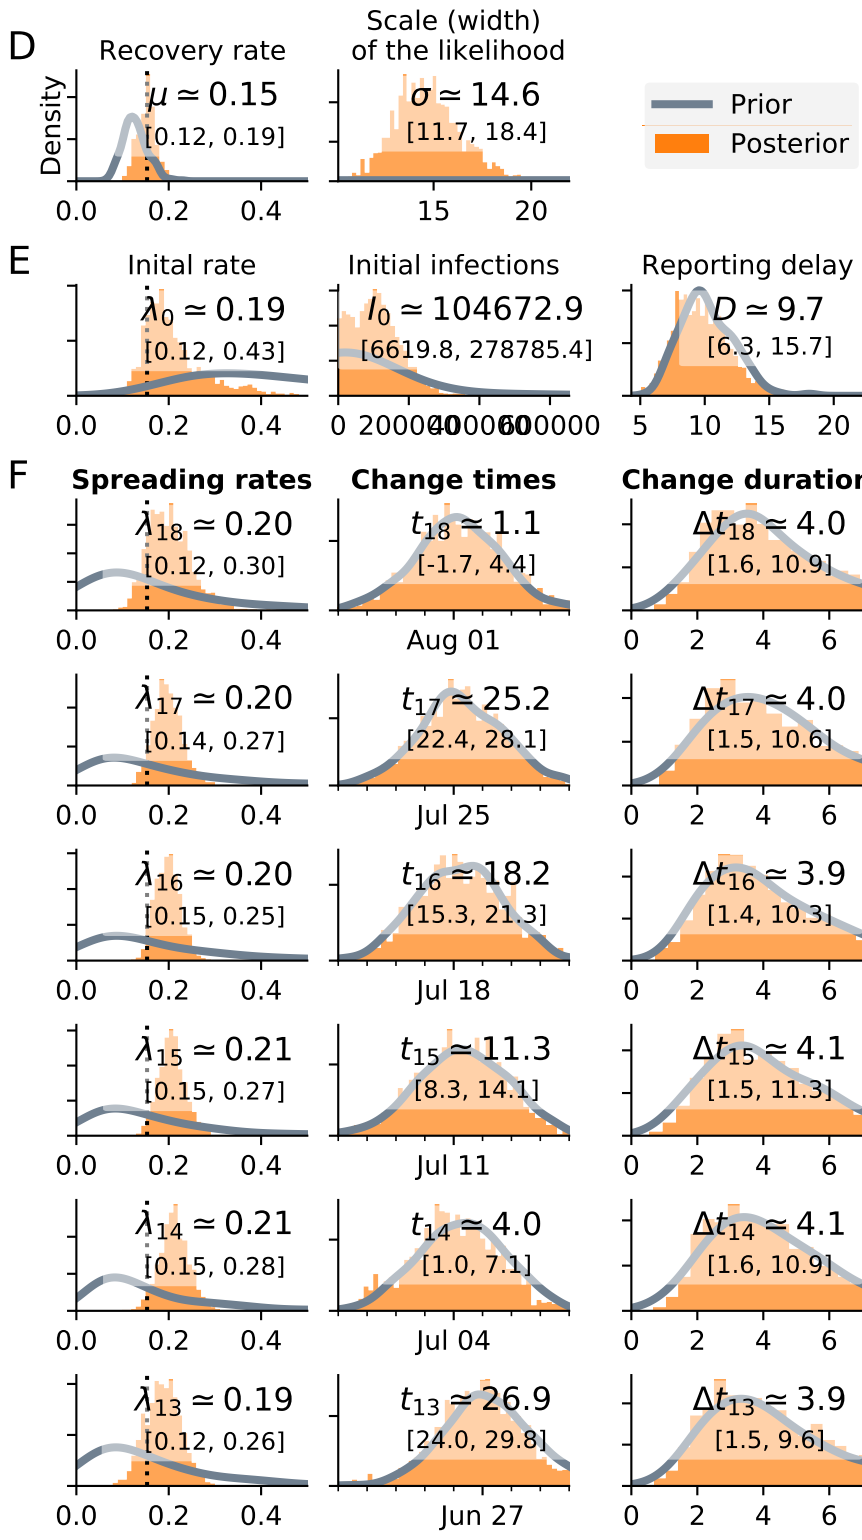 D
Recovery rate
Scale (width)
of the likelihood
Density
μ ≃ 0.15
[0.12, 0.19]
σ ≃ 14.6
[11.7, 18.4]
Prior
Posterior
0.0 0.2 0.4
15 20
E
Inital rate
Initial infections
Reporting delay
λ0 ≃ 0.19
[0.12, 0.43]
I0 ≃ 104672.9
[6619.8, 278785.4]
D ≃ 9.7
[6.3, 15.7]
0.0 0.2 0.4
0 200000 400000 600000
5 10 15 20
F
Spreading rates
Change times
Change duration
λ18 ≃ 0.20
[0.12, 0.30]
t18 ≃ 1.1
[-1.7, 4.4]
Δt18 ≃ 4.0
[1.6, 10.9]
0.0 0.2 0.4
Aug 01
0 2 4 6
λ17 ≃ 0.20
[0.14, 0.27]
t17 ≃ 25.2
[22.4, 28.1]
Δt17 ≃ 4.0
[1.5, 10.6]
0.0 0.2 0.4
Jul 25
0 2 4 6
λ16 ≃ 0.20
[0.15, 0.25]
t16 ≃ 18.2
[15.3, 21.3]
Δt16 ≃ 3.9
[1.4, 10.3]
0.0 0.2 0.4
Jul 18
0 2 4 6
λ15 ≃ 0.21
[0.15, 0.27]
t15 ≃ 11.3
[8.3, 14.1]
Δt15 ≃ 4.1
[1.5, 11.3]
0.0 0.2 0.4
Jul 11
0 2 4 6
λ14 ≃ 0.21
[0.15, 0.28]
t14 ≃ 4.0
[1.0, 7.1]
Δt14 ≃ 4.1
[1.6, 10.9]
0.0 0.2 0.4
Jul 04
0 2 4 6
λ13 ≃ 0.19
[0.12, 0.26]
t13 ≃ 26.9
[24.0, 29.8]
Δt13 ≃ 3.9
[1.5, 9.6]
0.0 0.2 0.4
Jun 27
0 2 4 6